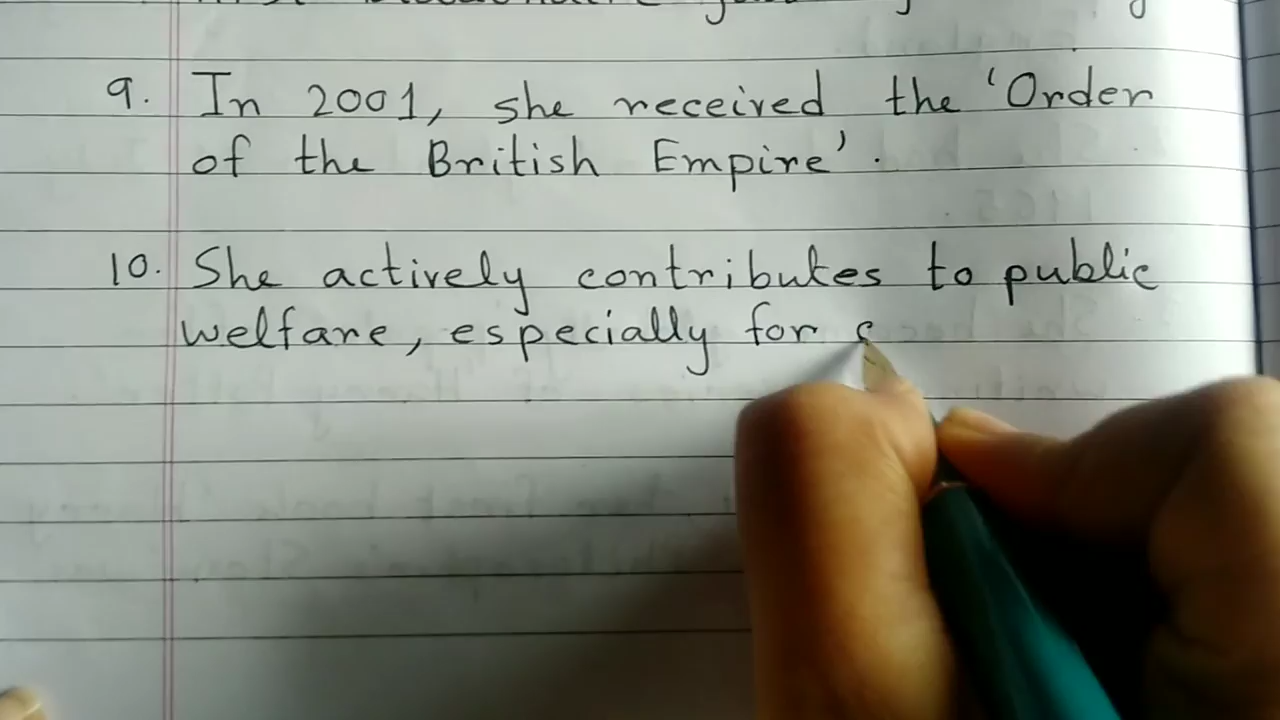 9. In 2001, she received the 'Order
of the British Empire'.
10. She actively contributes to public
welfare, especially for